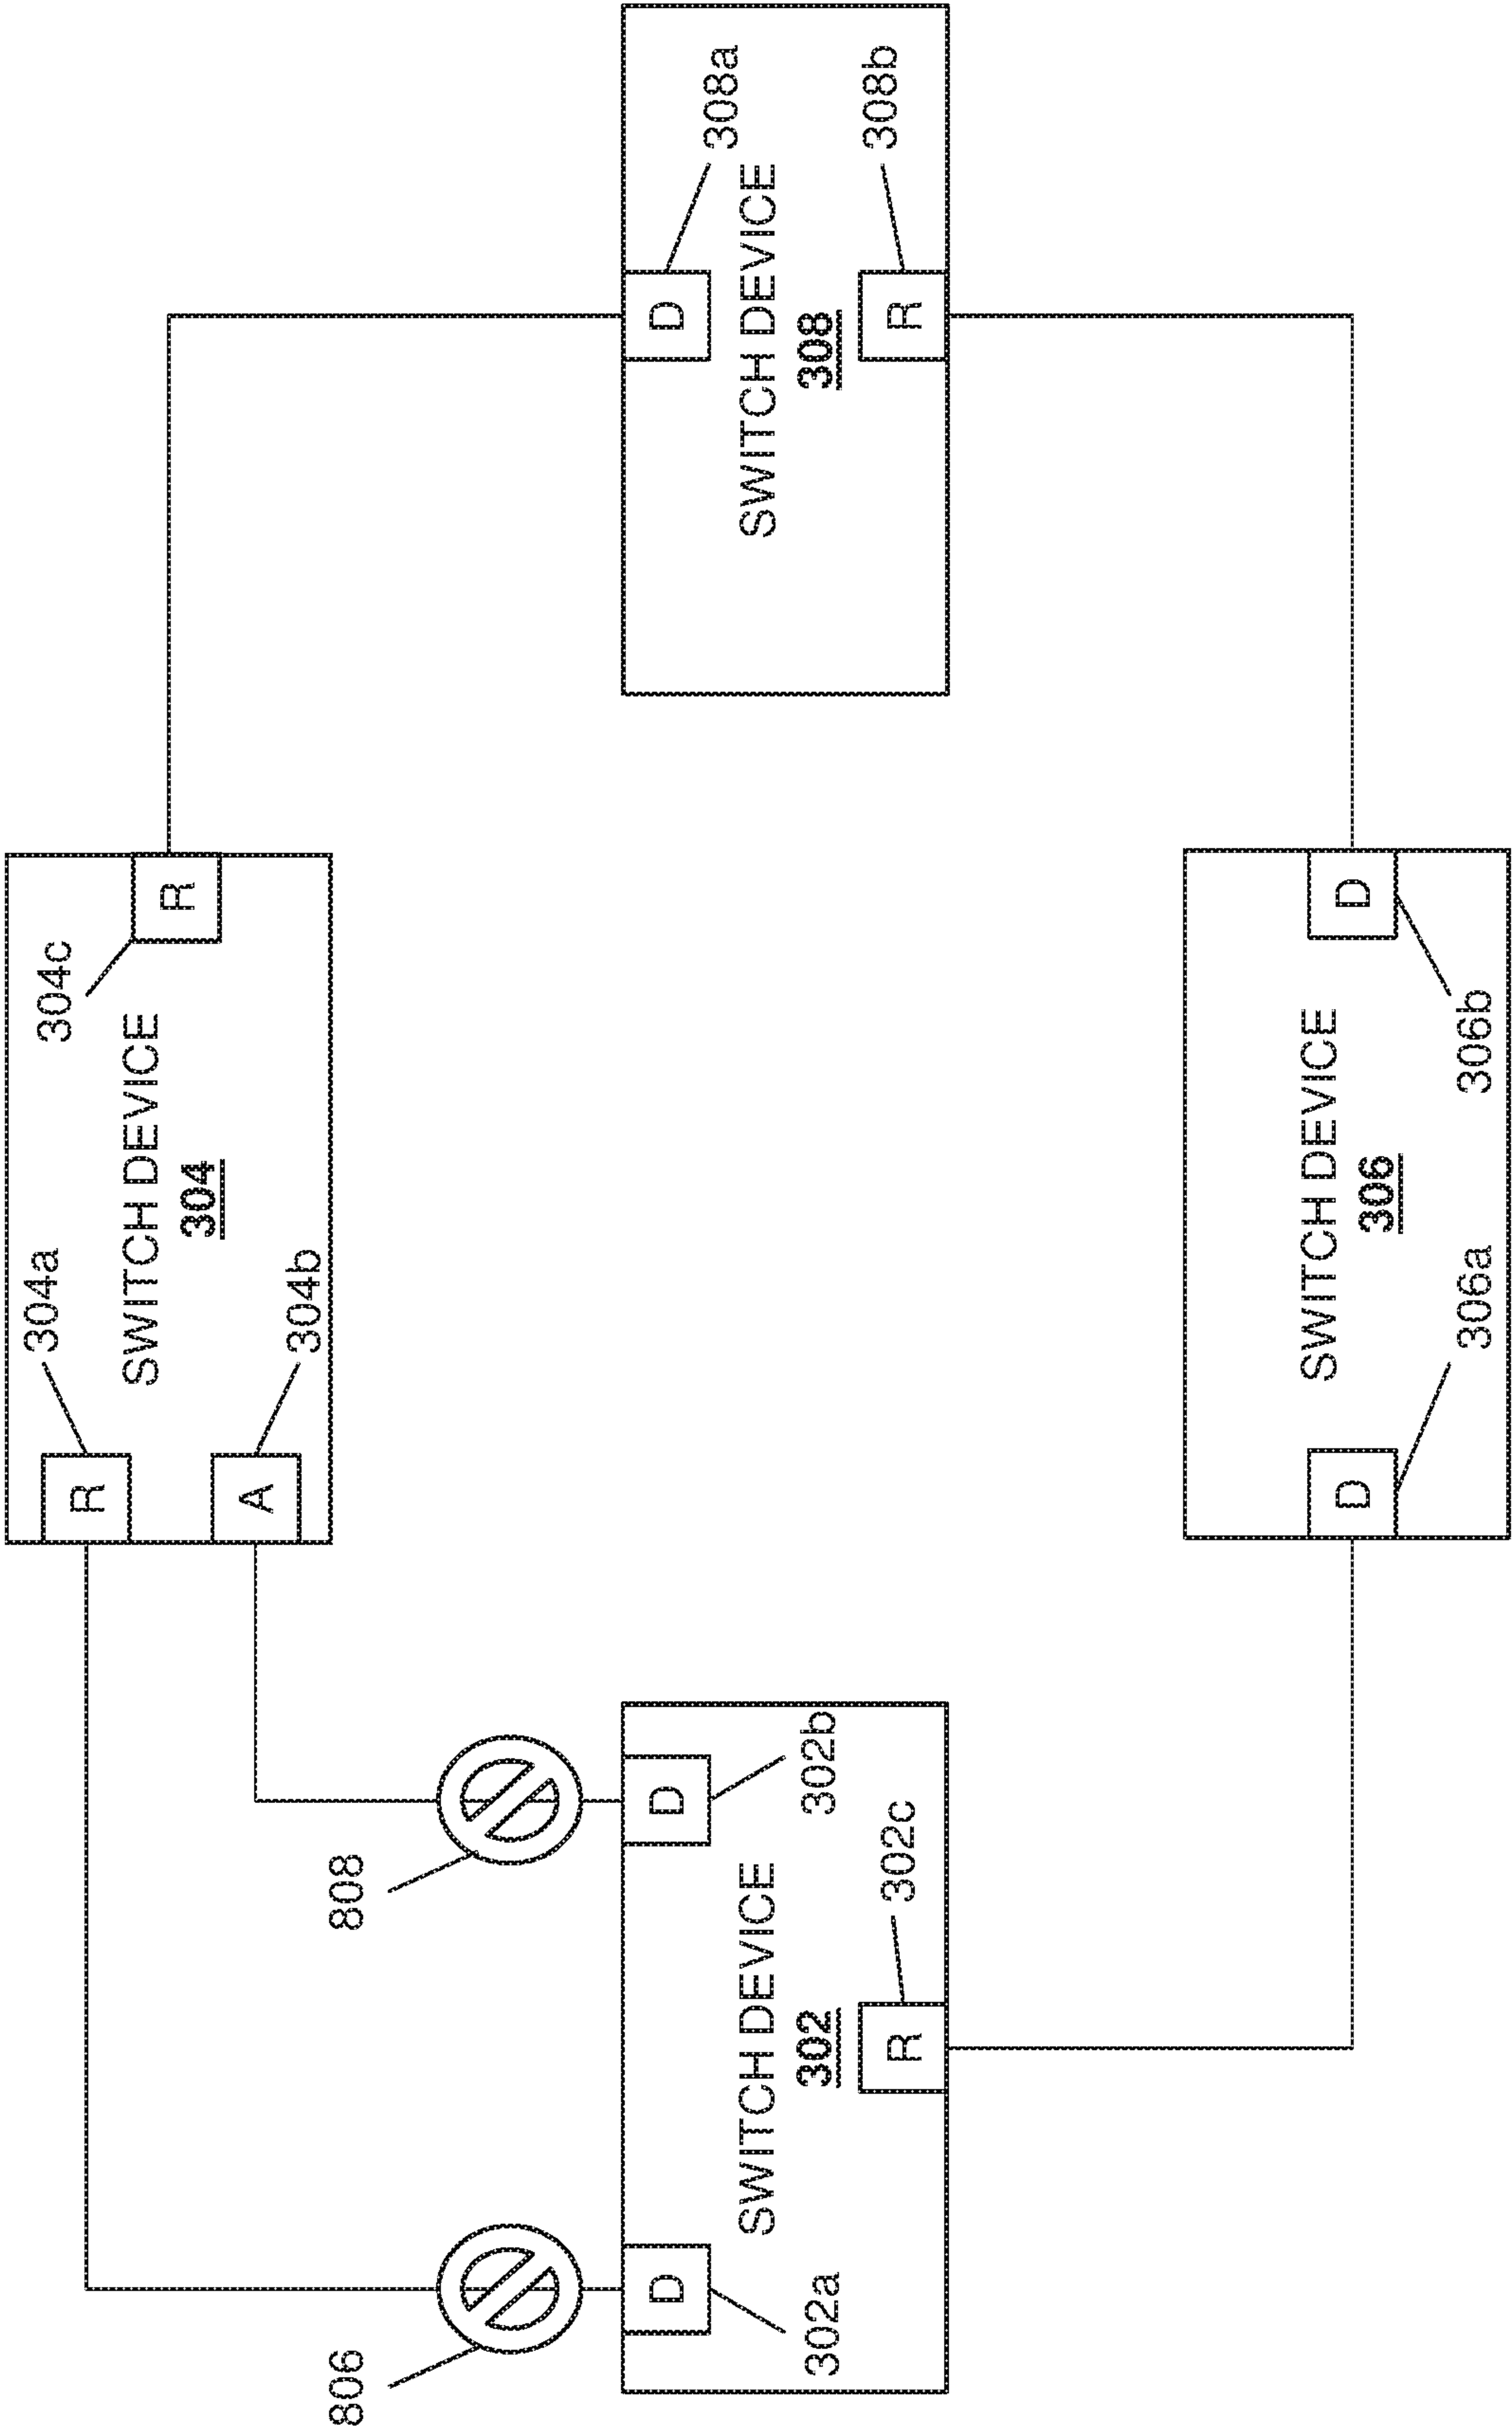 304a
R
A
304b
SWITCH DEVICE
304
304c
R
806
808
D
302a
D
302b
SWITCH DEVICE
302
R
302c
D
308a
SWITCH DEVICE
308
R
308b
D
306a
SWITCH DEVICE
306
D
306b